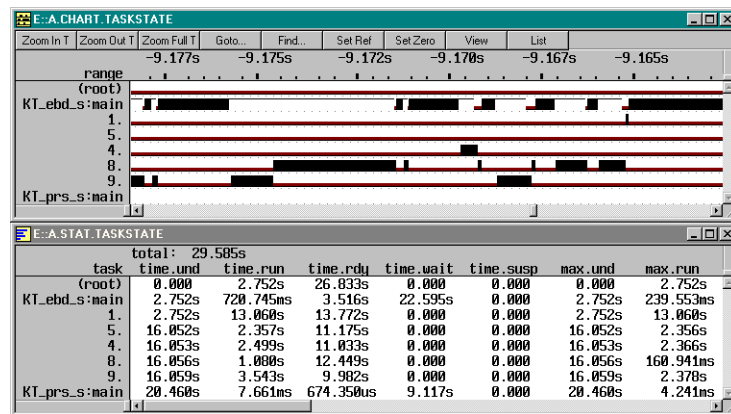 E::A.CHART.TASKSTATE
Zoom In T Zoom Out T Zoom Full T Goto... Find... Set Ref Set Zero View List
-9.177s -9.175s -9.172s -9.170s -9.167s -9.165s
range
(root)
KT_ebd_s:main
1.
5.
4.
8.
9.
KT_prs_s:main
E::A.STAT.TASKSTATE
total: 29.585s
task time.und time.run time.rdy time.wait time.susp max.und max.run
(root) 0.000 2.752s 26.833s 0.000 0.000 0.000 2.752s
KT_ebd_s:main 2.752s 720.745ms 3.516s 22.595s 0.000 2.752s 239.553ms
1. 2.752s 13.060s 13.772s 0.000 0.000 2.752s 13.060s
5. 16.052s 2.357s 11.175s 0.000 0.000 16.052s 2.356s
4. 16.053s 2.499s 11.033s 0.000 0.000 16.053s 2.366s
8. 16.056s 1.080s 12.449s 0.000 0.000 16.056s 160.941ms
9. 16.059s 3.543s 9.982s 0.000 0.000 16.059s 2.378s
KT_prs_s:main 20.460s 7.661ms 674.350us 9.117s 0.000 20.460s 4.241ms